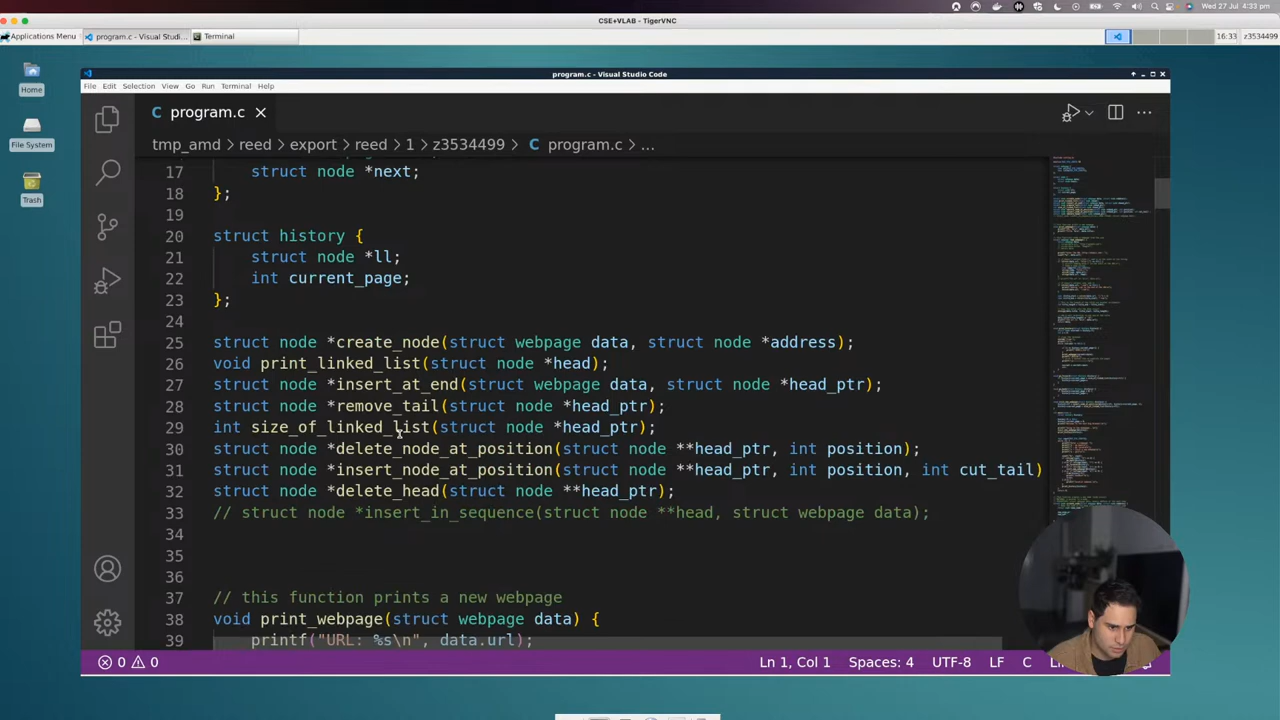 Wed 27 Jul 4:33 pm
CSE+VLAB - TigerVNC
Applications Menu
program.c - Visual Studi...
Terminal
16:33 z3534499
Home
File System
Trash
program.c - Visual Studio Code
File Edit Selection View Go Run Terminal Help
C program.c
tmp_amd > reed > export > reed > 1 > z3534499 > C program.c > ...
17 struct node *next;
18 };
19
20 struct history {
21 struct node *ll;
22 int current_page;
23 };
24
25 struct node *create_node(struct webpage data, struct node *address);
26 void print_linked_list(struct node *head);
27 struct node *insert_at_end(struct webpage data, struct node *head_ptr);
28 struct node *remove_tail(struct node *head_ptr);
29 int size_of_linked_list(struct node *head_ptr);
30 struct node *delete_node_at_position(struct node **head_ptr, int position);
31 struct node *insert_node_at_position(struct node **head_ptr, int position, int cut_tail)
32 struct node *delete_head(struct node **head_ptr);
33 // struct node *insert_in_sequence(struct node **head, struct webpage data);
34
35
36
37 // this function prints a new webpage
38 void print_webpage(struct webpage data) {
39 printf("URL: %s\n", data.url);
0 0 Ln 1, Col 1 Spaces: 4 UTF-8 LF C